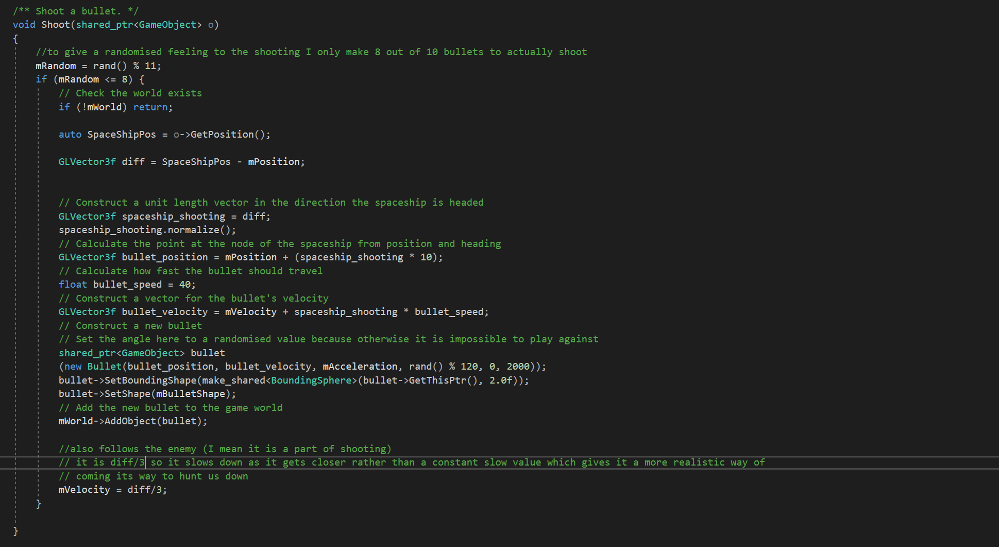 /** Shoot a bullet. */
void Shoot(shared_ptr<GameObject> o)
{
//to give a randomised feeling to the shooting I only make 8 out of 10 bullets to actually shoot
mRandom = rand() % 11;
if (mRandom <= 8) {
// Check the world exists
if (!mWorld) return;
auto SpaceShipPos = o->GetPosition();
GLVector3f diff = SpaceShipPos - mPosition;
// Construct a unit length vector in the direction the spaceship is headed
GLVector3f spaceship_shooting = diff;
spaceship_shooting.normalize();
// Calculate the point at the node of the spaceship from position and heading
GLVector3f bullet_position = mPosition + (spaceship_shooting * 10);
// Calculate how fast the bullet should travel
float bullet_speed = 40;
// Construct a vector for the bullet's velocity
GLVector3f bullet_velocity = mVelocity + spaceship_shooting * bullet_speed;
// Construct a new bullet
// Set the angle here to a randomised value because otherwise it is impossible to play against
shared_ptr<GameObject> bullet
(new Bullet(bullet_position, bullet_velocity, mAcceleration, rand() % 120, 0, 2000));
bullet->SetBoundingShape(make_shared<BoundingSphere>(bullet->GetThisPtr(), 2.0f));
bullet->SetShape(mBulletShape);
// Add the new bullet to the game world
mWorld->AddObject(bullet);
//also follows the enemy (I mean it is a part of shooting)
// it is diff/3 so it slows down as it gets closer rather than a constant slow value which gives it a more realistic way of
// coming its way to hunt us down
mVelocity = diff/3;
}
}